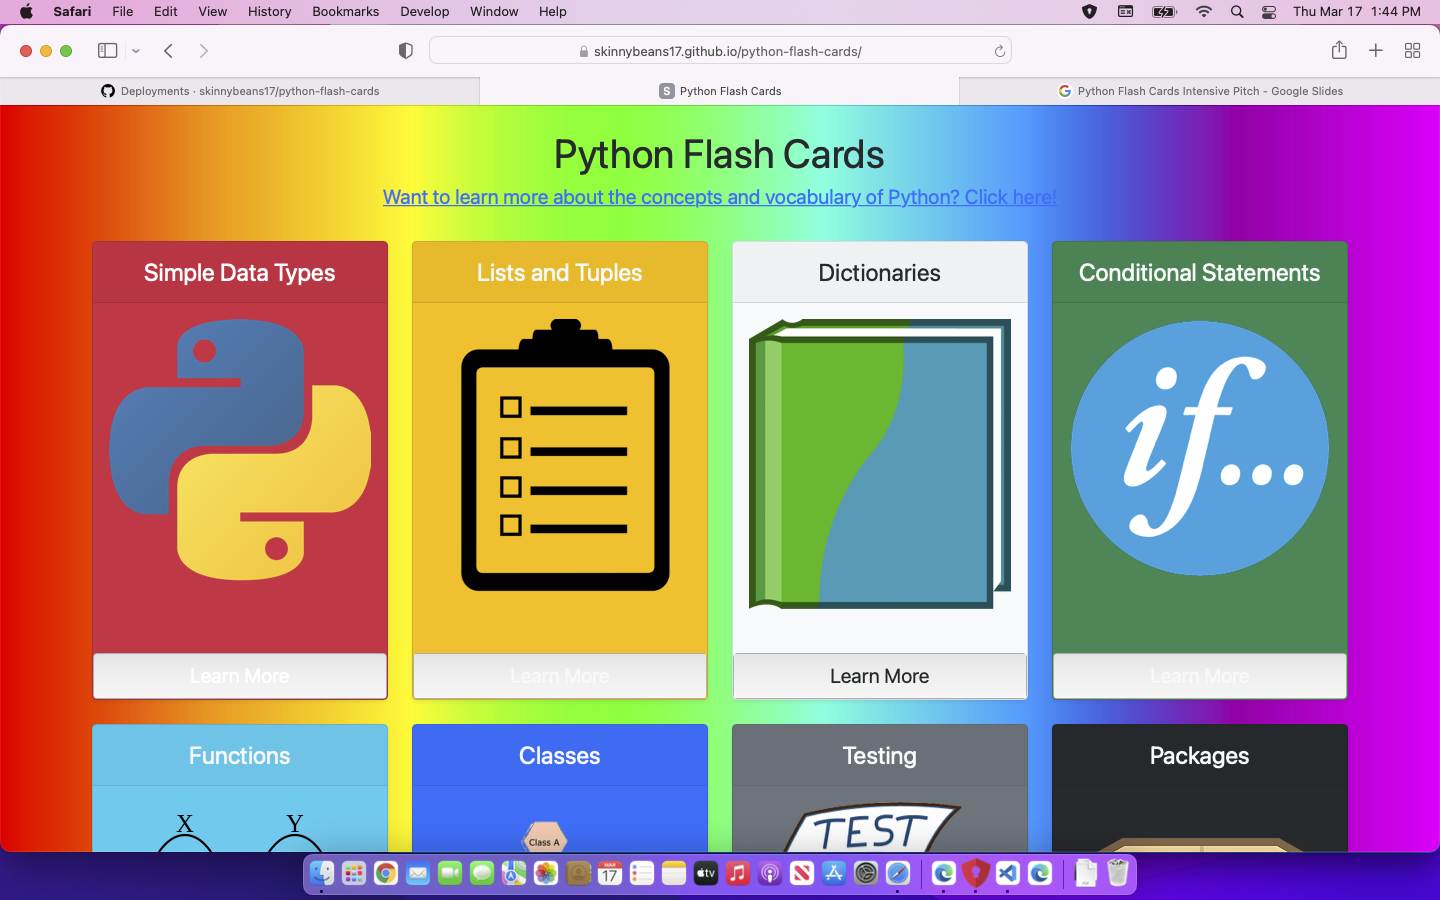 Safari File Edit View History Bookmarks Develop Window Help Thu Mar 17 1:44 PM
skinnybeans17.github.io/python-flash-cards/
Deployments · skinnybeans17/python-flash-cards
S Python Flash Cards
Python Flash Cards Intensive Pitch - Google Slides
Python Flash Cards
Want to learn more about the concepts and vocabulary of Python? Click here!
Simple Data Types
Lists and Tuples
Dictionaries
Conditional Statements
if...
Learn More
Learn More
Learn More
Learn More
Functions
Classes
Testing
Packages
X Y
Class A
TEST
MAR
17
tv